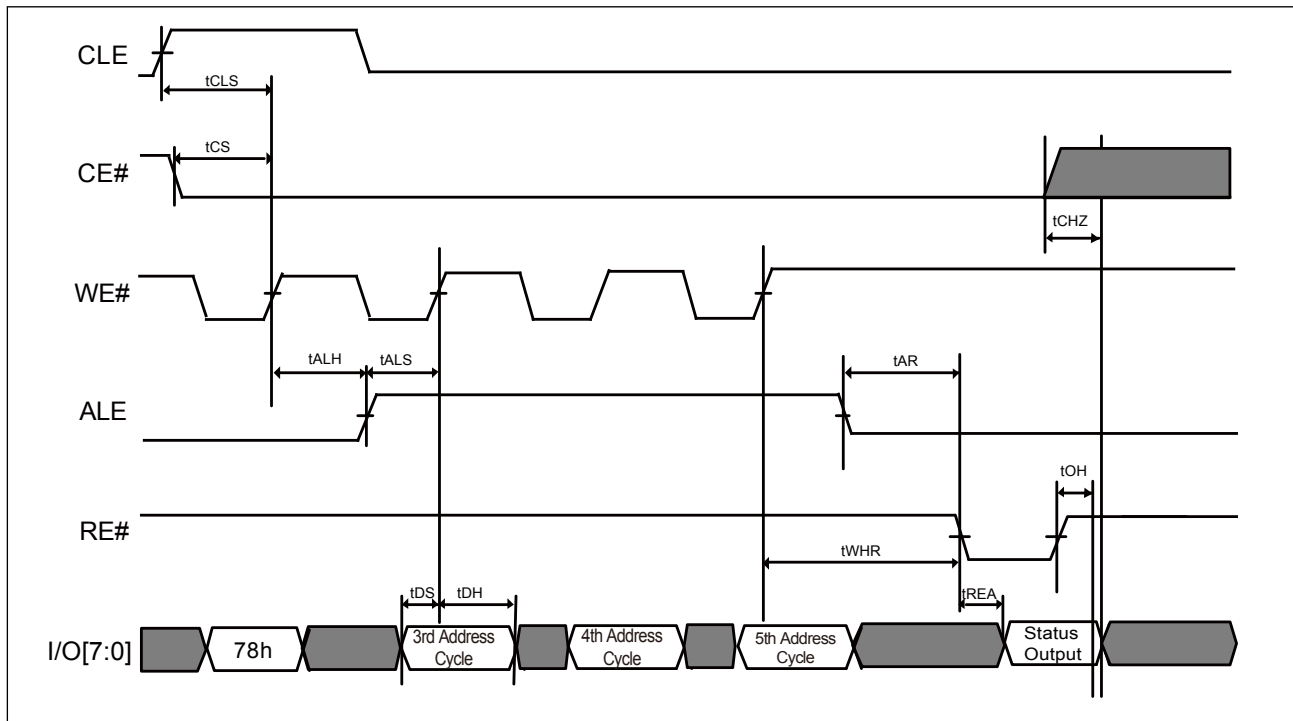 CLE
tCLS
tCS
CE#
tCHZ
WE#
tALH
tALS
tAR
ALE
tOH
RE#
tWHR
tDS
tDH
tREA
I/O[7:0]
78h
3rd Address
Cycle
4th Address
Cycle
5th Address
Cycle
Status
Output